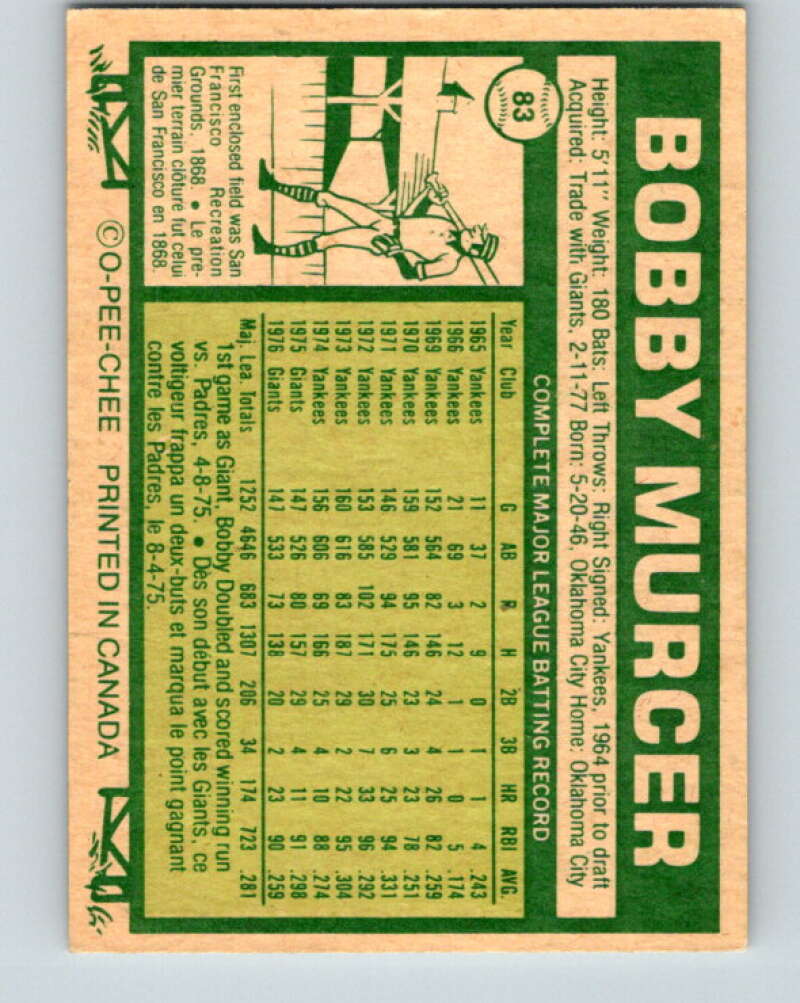 BOBBY MURCER
Height: 5'11" Weight: 180 Bats: Left Throws: Right Signed: Yankees, 1964 prior to draft
Acquired: Trade with Giants, 2-11-77 Born: 5-20-46, Oklahoma City Home: Oklahoma City
83
First enclosed field was San
Francisco Recreation
Grounds. 1868. • Le pre-
mier terrain clôture fut celui
de San Francisco en 1868.
COMPLETE MAJOR LEAGUE BATTING RECORD
Year Club G AB R H 2B 3B HR RBI AVG.
1965 Yankees 11 37 2 9 0 1 1 4 .243
1966 Yankees 21 69 3 12 1 1 0 5 .174
1969 Yankees 152 564 82 146 24 4 26 82 .259
1970 Yankees 159 581 95 146 23 3 23 78 .251
1971 Yankees 146 529 94 175 25 6 25 94 .331
1972 Yankees 153 585 102 171 30 7 33 96 .292
1973 Yankees 160 616 83 187 29 2 22 95 .304
1974 Yankees 156 606 69 166 25 4 10 88 .274
1975 Giants 147 526 80 157 29 4 11 91 .298
1976 Giants 147 533 73 138 20 2 23 90 .259
Maj. Lea. Totals 1252 4646 683 1307 206 34 174 723 .281
1st game as Giant, Bobby Doubled and scored winning run
vs. Padres, 4-8-75. • Dès son début avec les Giants, ce
voltigeur frappa un deux-buts et marqua le point gagnant
contre les Padres, le 8-4-75.
© O-PEE-CHEE PRINTED IN CANADA